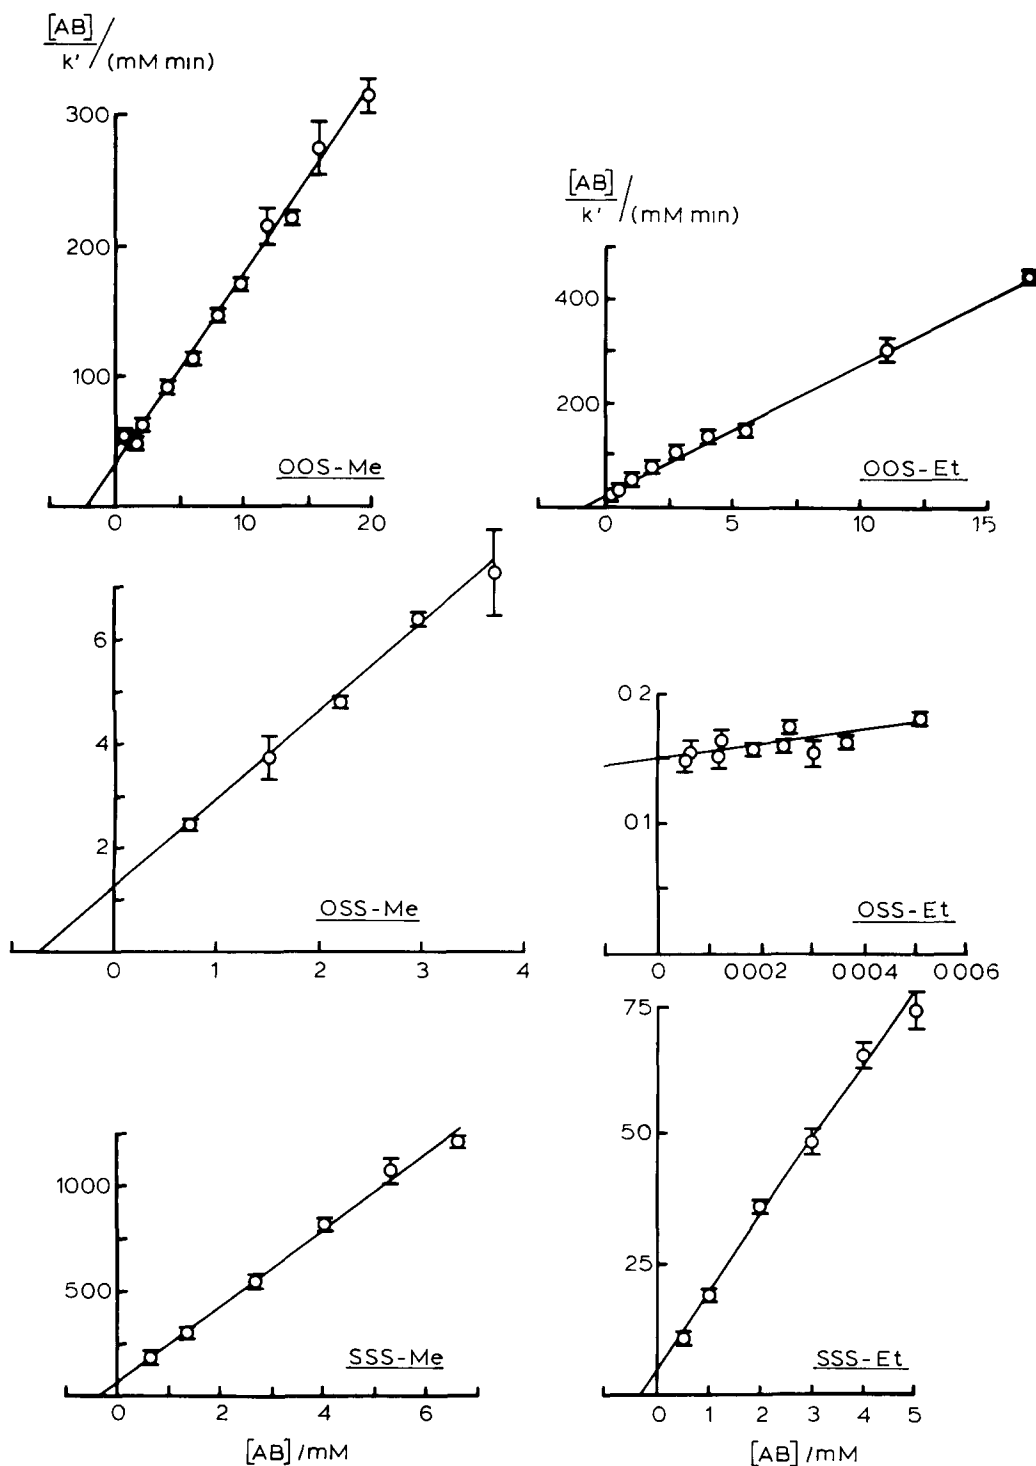 [AB]
k' / (mM min)
300
200
100
0 10 20
OOS-Me
[AB]
k' / (mM min)
400
200
0 5 10 15
OOS-Et
6
4
2
0 1 2 3 4
OSS-Me
0 2
0 1
0 0 002 0 004 0 006
OSS-Et
1000
500
0 2 4 6
SSS-Me
[AB] /mM
75
50
25
0 1 2 3 4 5
SSS-Et
[AB] /mM